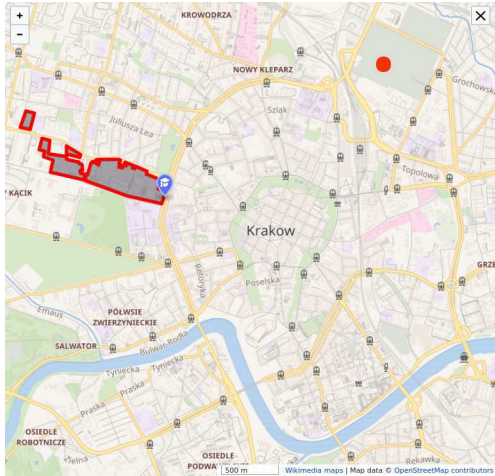 +
−
KROWODRZA
NOWY KLEPARZ
Grochowska
Szlak
Juliusza Lea
Topolowa
KĄCIK
Krakow
GRZE
Retoryka
Poselska
Emaus
PÓŁWSIE
ZWIERZYNIECKIE
SALWATOR
Bulwar Rodła
Tyniecka
Tyniecka
Praska
Praska
OSIEDLE
ROBOTNICZE
Zielna
OSIEDLE
Rękawka
500 m
Wikimedia maps | Map data © OpenStreetMap contributors